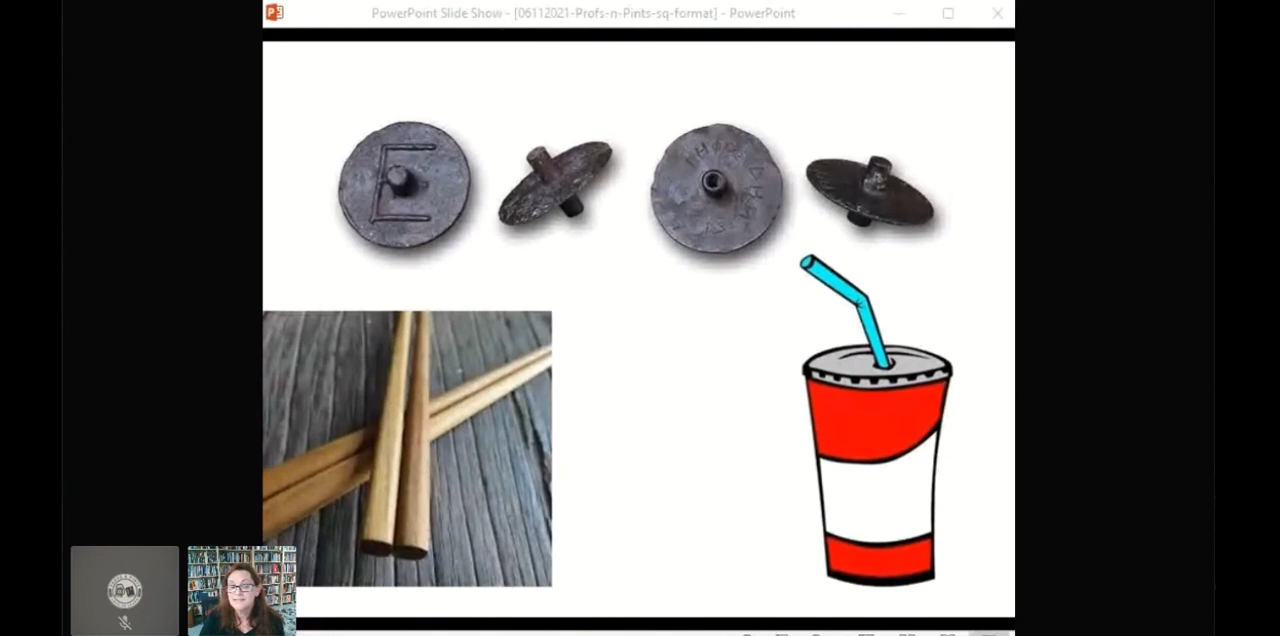 PowerPoint Slide Show - [06112021-Profs-n-Pints-sq-format] - PowerPoint
E